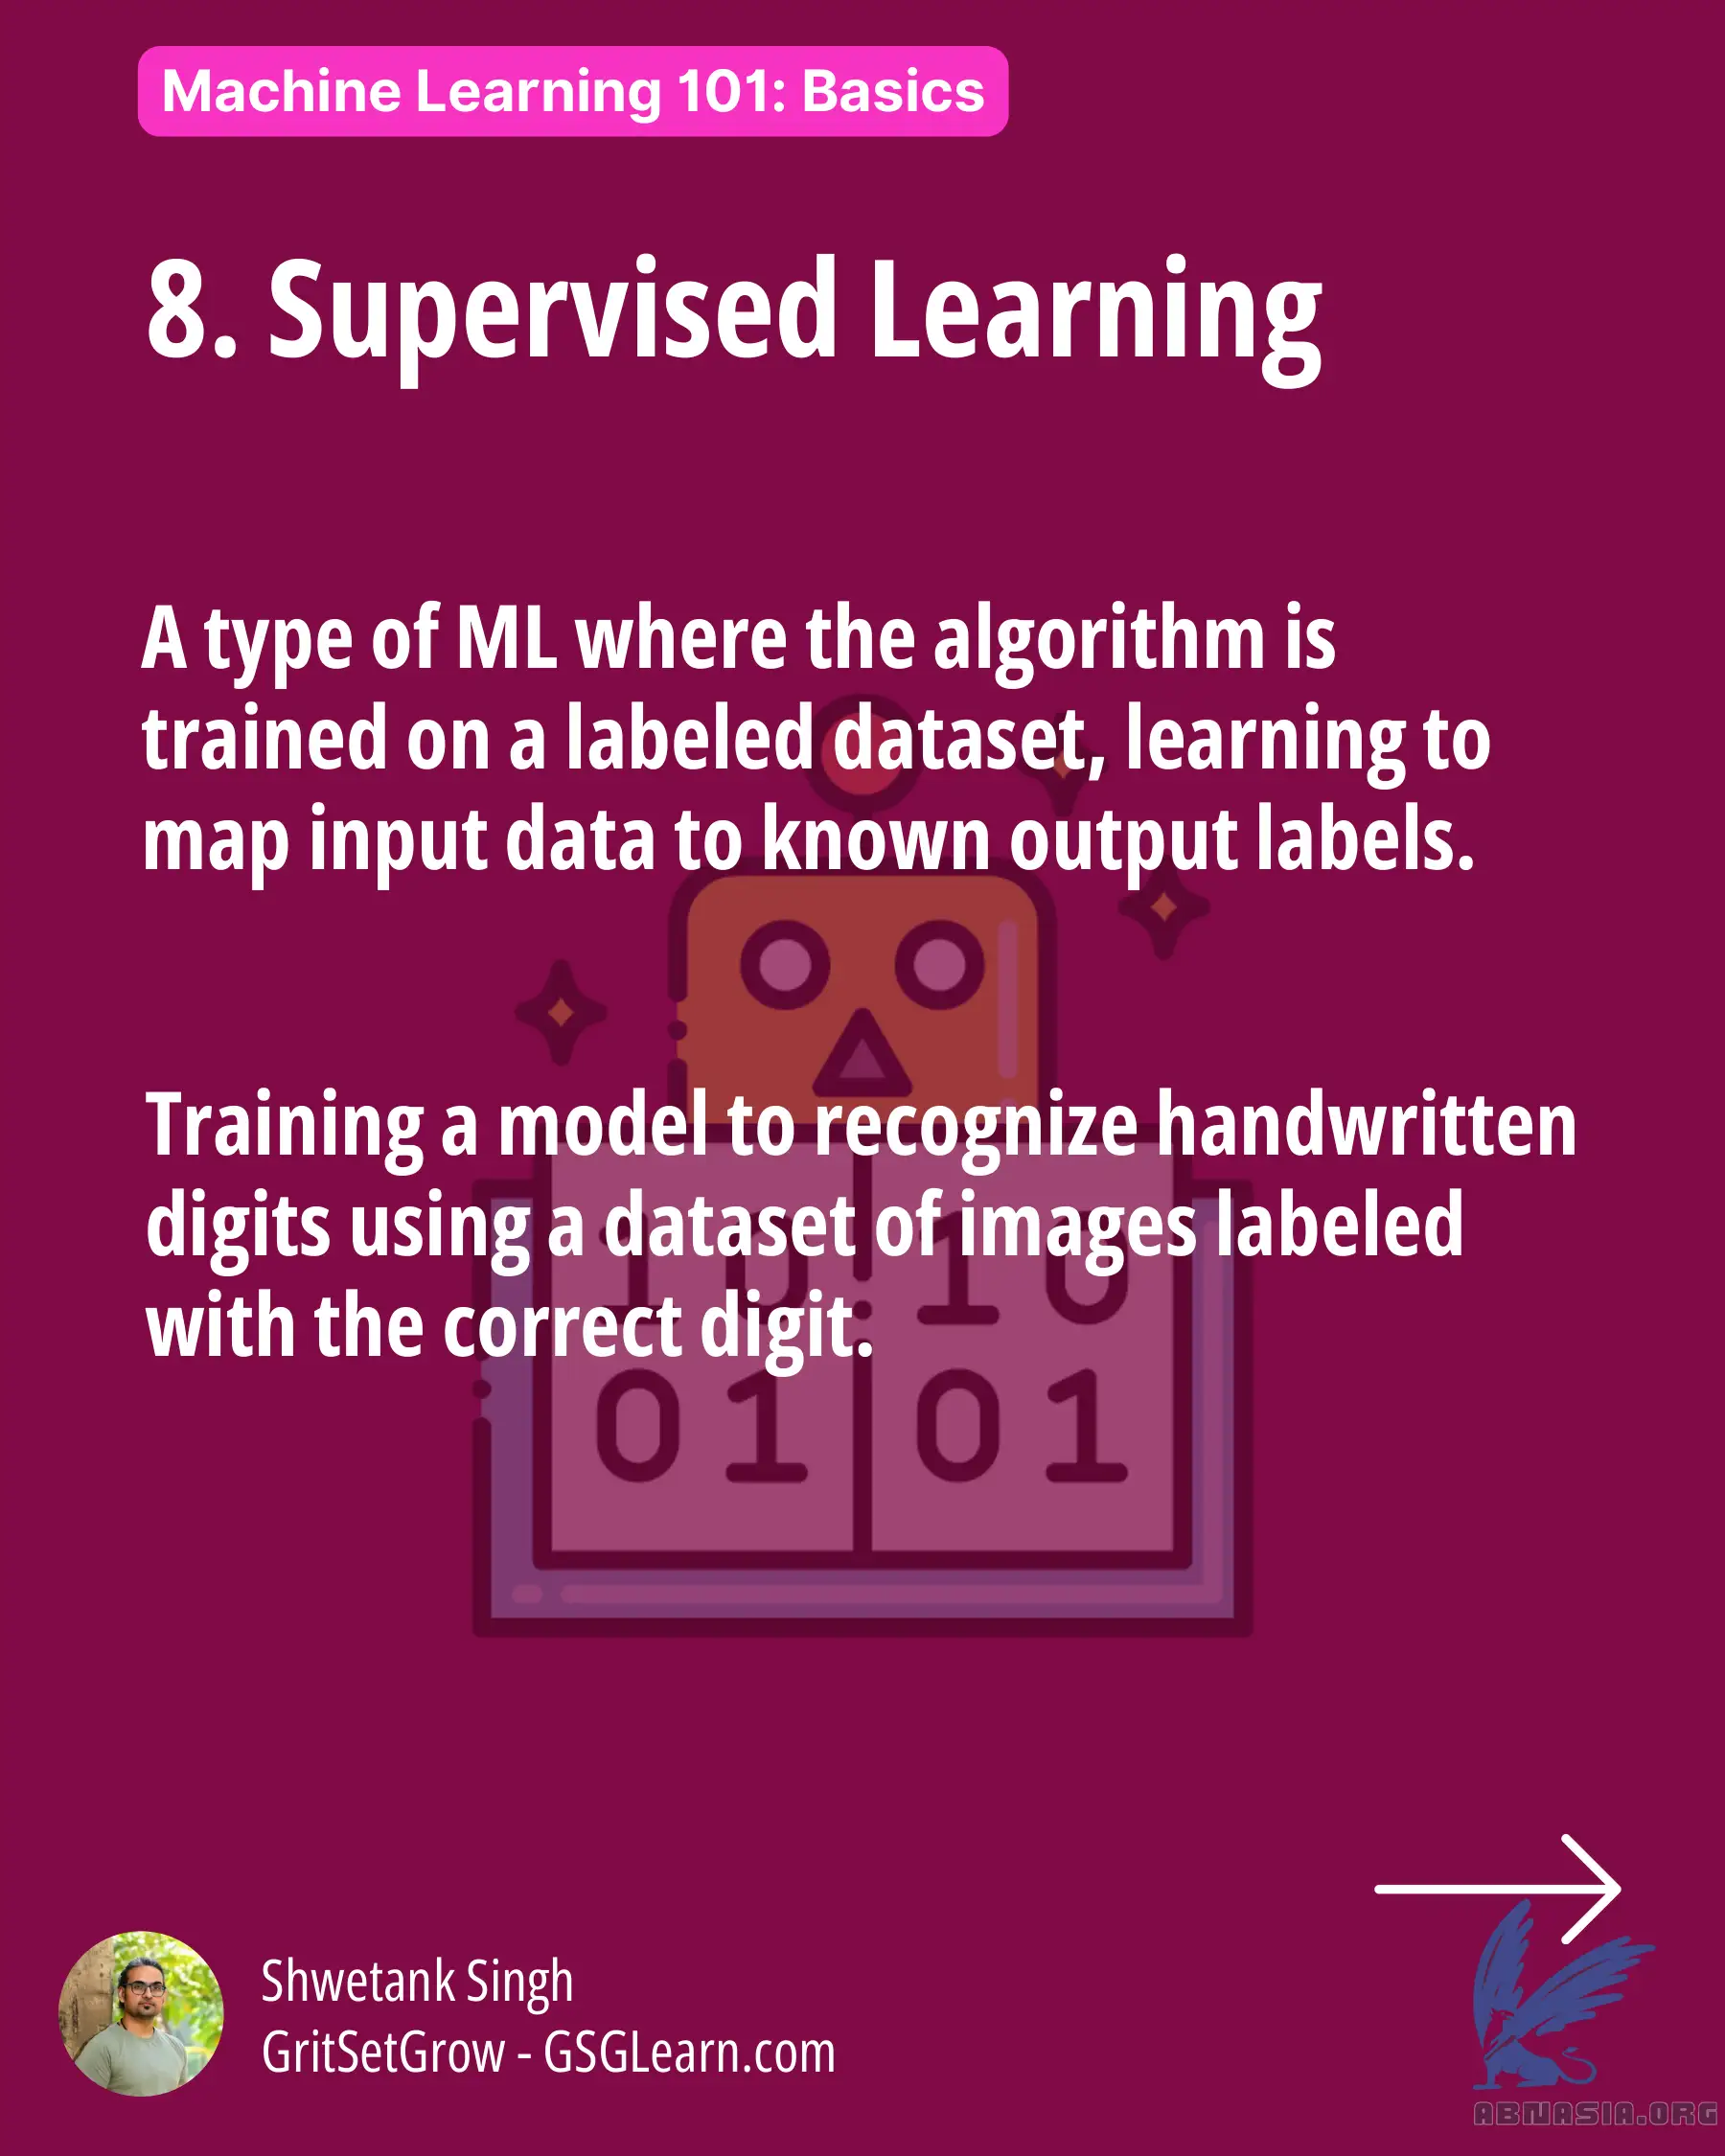 Machine Learning 101: Basics
8. Supervised Learning
A type of ML where the algorithm is
trained on a labeled dataset, learning to
map input data to known output labels.
Training a model to recognize handwritten
digits using a dataset of images labeled
with the correct digit.
10 10
01 01
Shwetank Singh
GritSetGrow - GSGLearn.com
ABNASIA.ORG